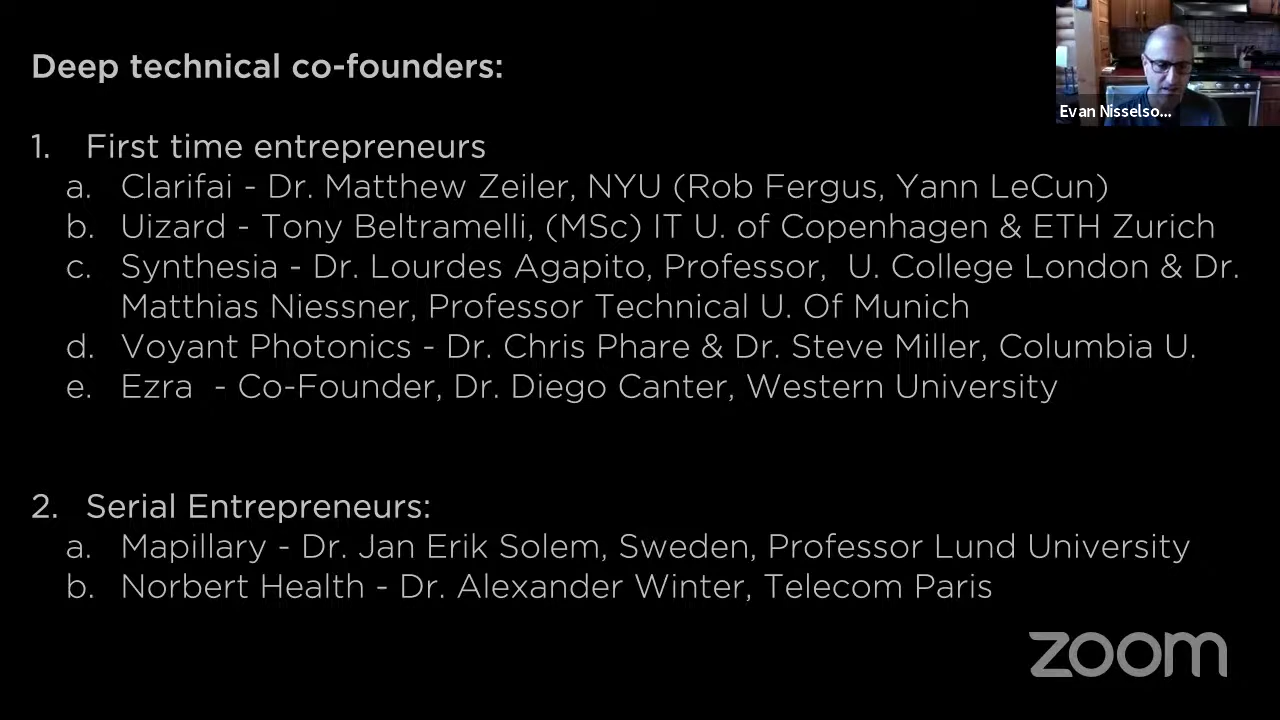 Deep technical co-founders:
Evan Nisselso...
1. First time entrepreneurs
a. Clarifai - Dr. Matthew Zeiler, NYU (Rob Fergus, Yann LeCun)
b. Uizard - Tony Beltramelli, (MSc) IT U. of Copenhagen & ETH Zurich
c. Synthesia - Dr. Lourdes Agapito, Professor, U. College London & Dr.
Matthias Niessner, Professor Technical U. Of Munich
d. Voyant Photonics - Dr. Chris Phare & Dr. Steve Miller, Columbia U.
e. Ezra - Co-Founder, Dr. Diego Canter, Western University
2. Serial Entrepreneurs:
a. Mapillary - Dr. Jan Erik Solem, Sweden, Professor Lund University
b. Norbert Health - Dr. Alexander Winter, Telecom Paris
zoom